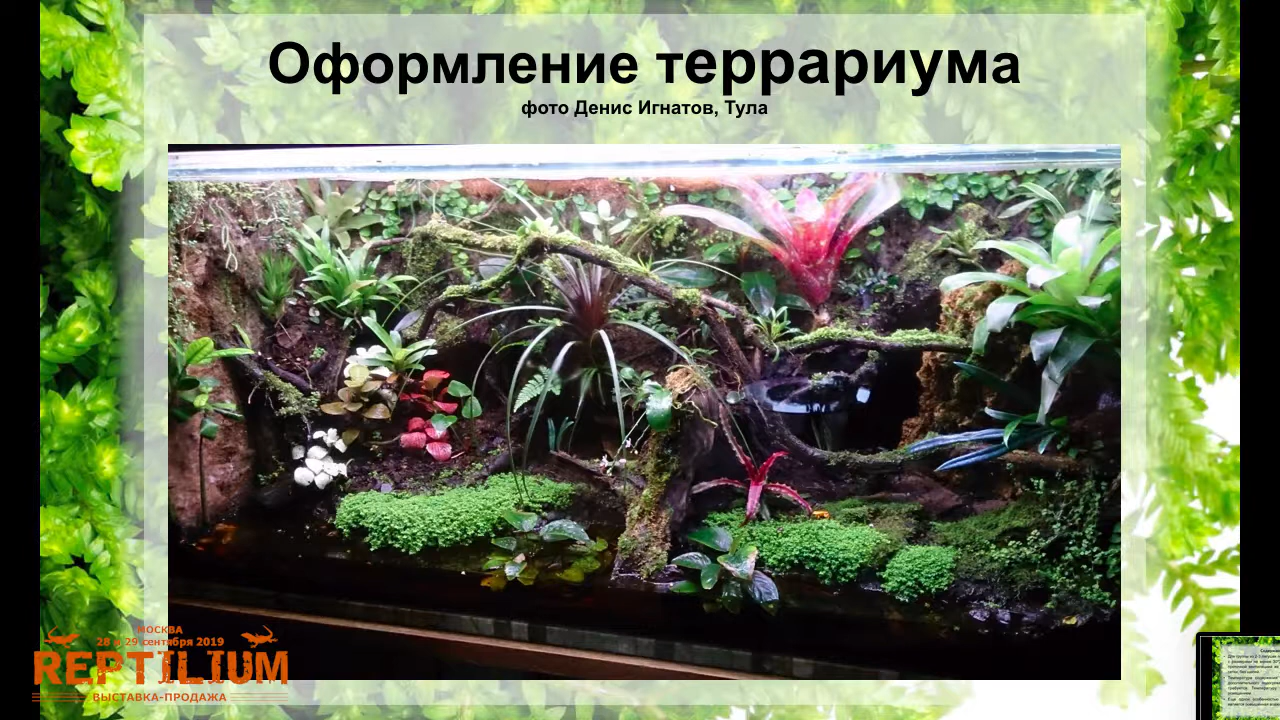 Оформление террариума
фото Денис Игнатов, Тула
МОСКВА
28 и 29 сентября 2019
REPTILIUM
ВЫСТАВКА-ПРОДАЖА